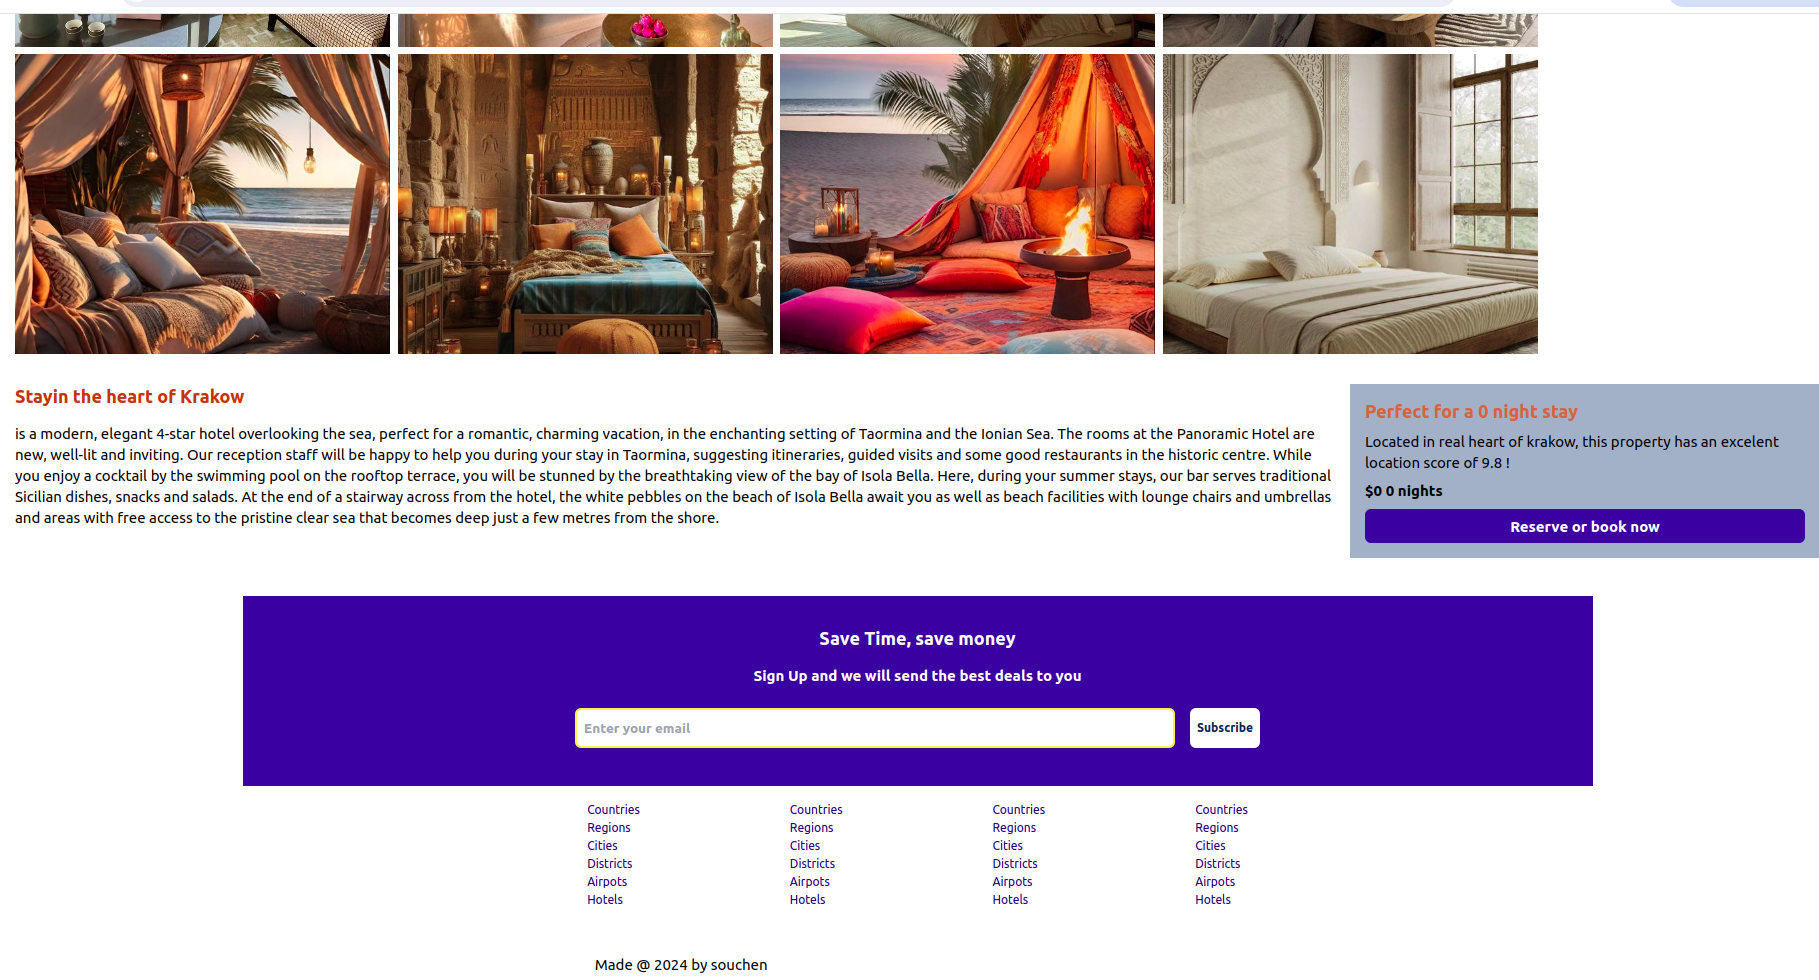 Stayin the heart of Krakow
is a modern, elegant 4-star hotel overlooking the sea, perfect for a romantic, charming vacation, in the enchanting setting of Taormina and the Ionian Sea. The rooms at the Panoramic Hotel are
new, well-lit and inviting. Our reception staff will be happy to help you during your stay in Taormina, suggesting itineraries, guided visits and some good restaurants in the historic centre. While
you enjoy a cocktail by the swimming pool on the rooftop terrace, you will be stunned by the breathtaking view of the bay of Isola Bella. Here, during your summer stays, our bar serves traditional
Sicilian dishes, snacks and salads. At the end of a stairway across from the hotel, the white pebbles on the beach of Isola Bella await you as well as beach facilities with lounge chairs and umbrellas
and areas with free access to the pristine clear sea that becomes deep just a few metres from the shore.
Perfect for a 0 night stay
Located in real heart of krakow, this property has an excelent
location score of 9.8 !
$0 0 nights
Reserve or book now
Save Time, save money
Sign Up and we will send the best deals to you
Enter your email
Subscribe
Countries
Regions
Cities
Districts
Airpots
Hotels
Countries
Regions
Cities
Districts
Airpots
Hotels
Countries
Regions
Cities
Districts
Airpots
Hotels
Countries
Regions
Cities
Districts
Airpots
Hotels
Made @ 2024 by souchen